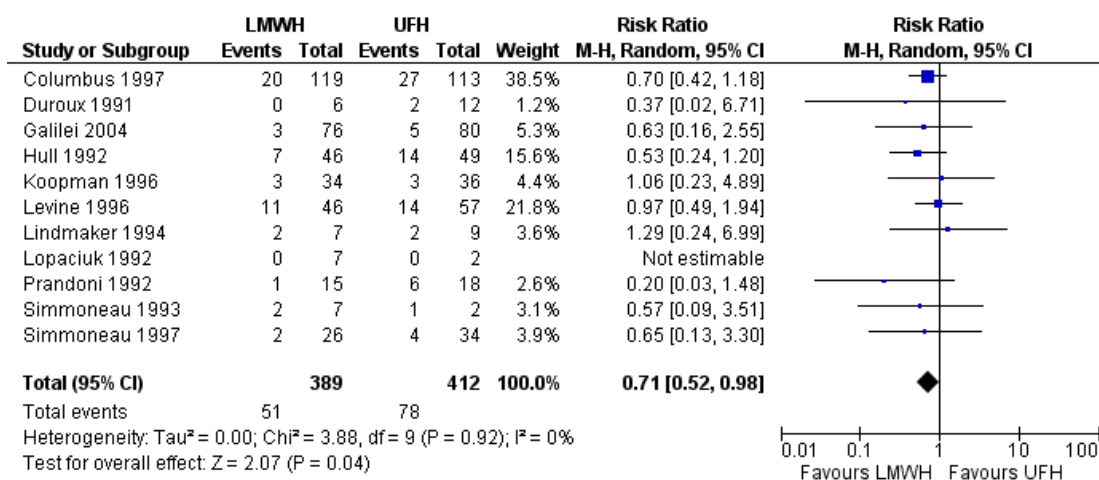 LMWH UFH Risk Ratio Risk Ratio
Study or Subgroup Events Total Events Total Weight M-H, Random, 95% CI M-H, Random, 95% CI
Columbus 1997 20 119 27 113 38.5% 0.70 [0.42, 1.18]
Duroux 1991 0 6 2 12 1.2% 0.37 [0.02, 6.71]
Galilei 2004 3 76 5 80 5.3% 0.63 [0.16, 2.55]
Hull 1992 7 46 14 49 15.6% 0.53 [0.24, 1.20]
Koopman 1996 3 34 3 36 4.4% 1.06 [0.23, 4.89]
Levine 1996 11 46 14 57 21.8% 0.97 [0.49, 1.94]
Lindmaker 1994 2 7 2 9 3.6% 1.29 [0.24, 6.99]
Lopaciuk 1992 0 7 0 2 Not estimable
Prandoni 1992 1 15 6 18 2.6% 0.20 [0.03, 1.48]
Simmoneau 1993 2 7 1 2 3.1% 0.57 [0.09, 3.51]
Simmoneau 1997 2 26 4 34 3.9% 0.65 [0.13, 3.30]
Total (95% CI) 389 412 100.0% 0.71 [0.52, 0.98]
Total events 51 78
Heterogeneity: Tau² = 0.00; Chi² = 3.88, df = 9 (P = 0.92); I² = 0%
Test for overall effect: Z = 2.07 (P = 0.04)
0.01 0.1 1 10 100
Favours LMWH Favours UFH